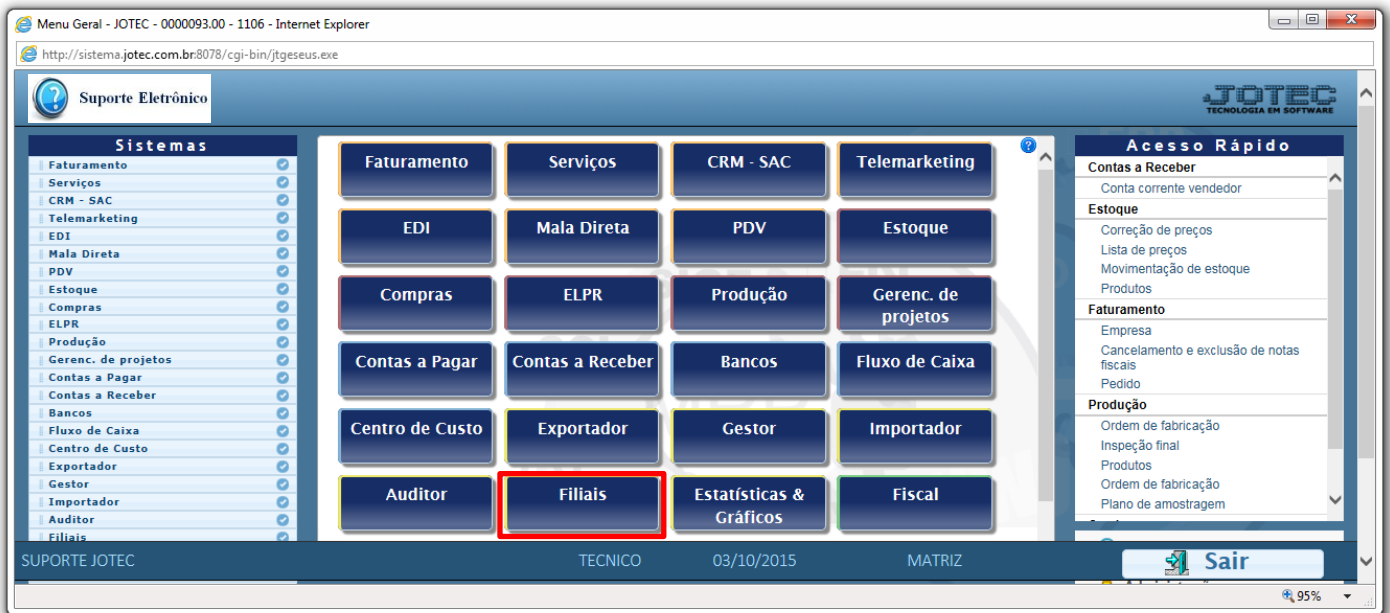 Menu Geral - JOTEC - 0000093.00 - 1106 - Internet Explorer
http://sistema.jotec.com.br:8078/cgi-bin/jtgeseus.exe
Suporte Eletrônico
JOTEC
TECNOLOGIA EM SOFTWARE
Sistemas
Faturamento
Serviços
CRM - SAC
Telemarketing
EDI
Mala Direta
PDV
Estoque
Compras
ELPR
Produção
Gerenc. de projetos
Contas a Pagar
Contas a Receber
Bancos
Fluxo de Caixa
Centro de Custo
Exportador
Gestor
Importador
Auditor
Filiais
Faturamento
Serviços
CRM - SAC
Telemarketing
EDI
Mala Direta
PDV
Estoque
Compras
ELPR
Produção
Gerenc. de
projetos
Contas a Pagar
Contas a Receber
Bancos
Fluxo de Caixa
Centro de Custo
Exportador
Gestor
Importador
Auditor
Filiais
Estatísticas &
Gráficos
Fiscal
Acesso Rápido
Contas a Receber
Conta corrente vendedor
Estoque
Correção de preços
Lista de preços
Movimentação de estoque
Produtos
Faturamento
Empresa
Cancelamento e exclusão de notas
fiscais
Pedido
Produção
Ordem de fabricação
Inspeção final
Produtos
Ordem de fabricação
Plano de amostragem
SUPORTE JOTEC
TECNICO
03/10/2015
MATRIZ
Sair
95%